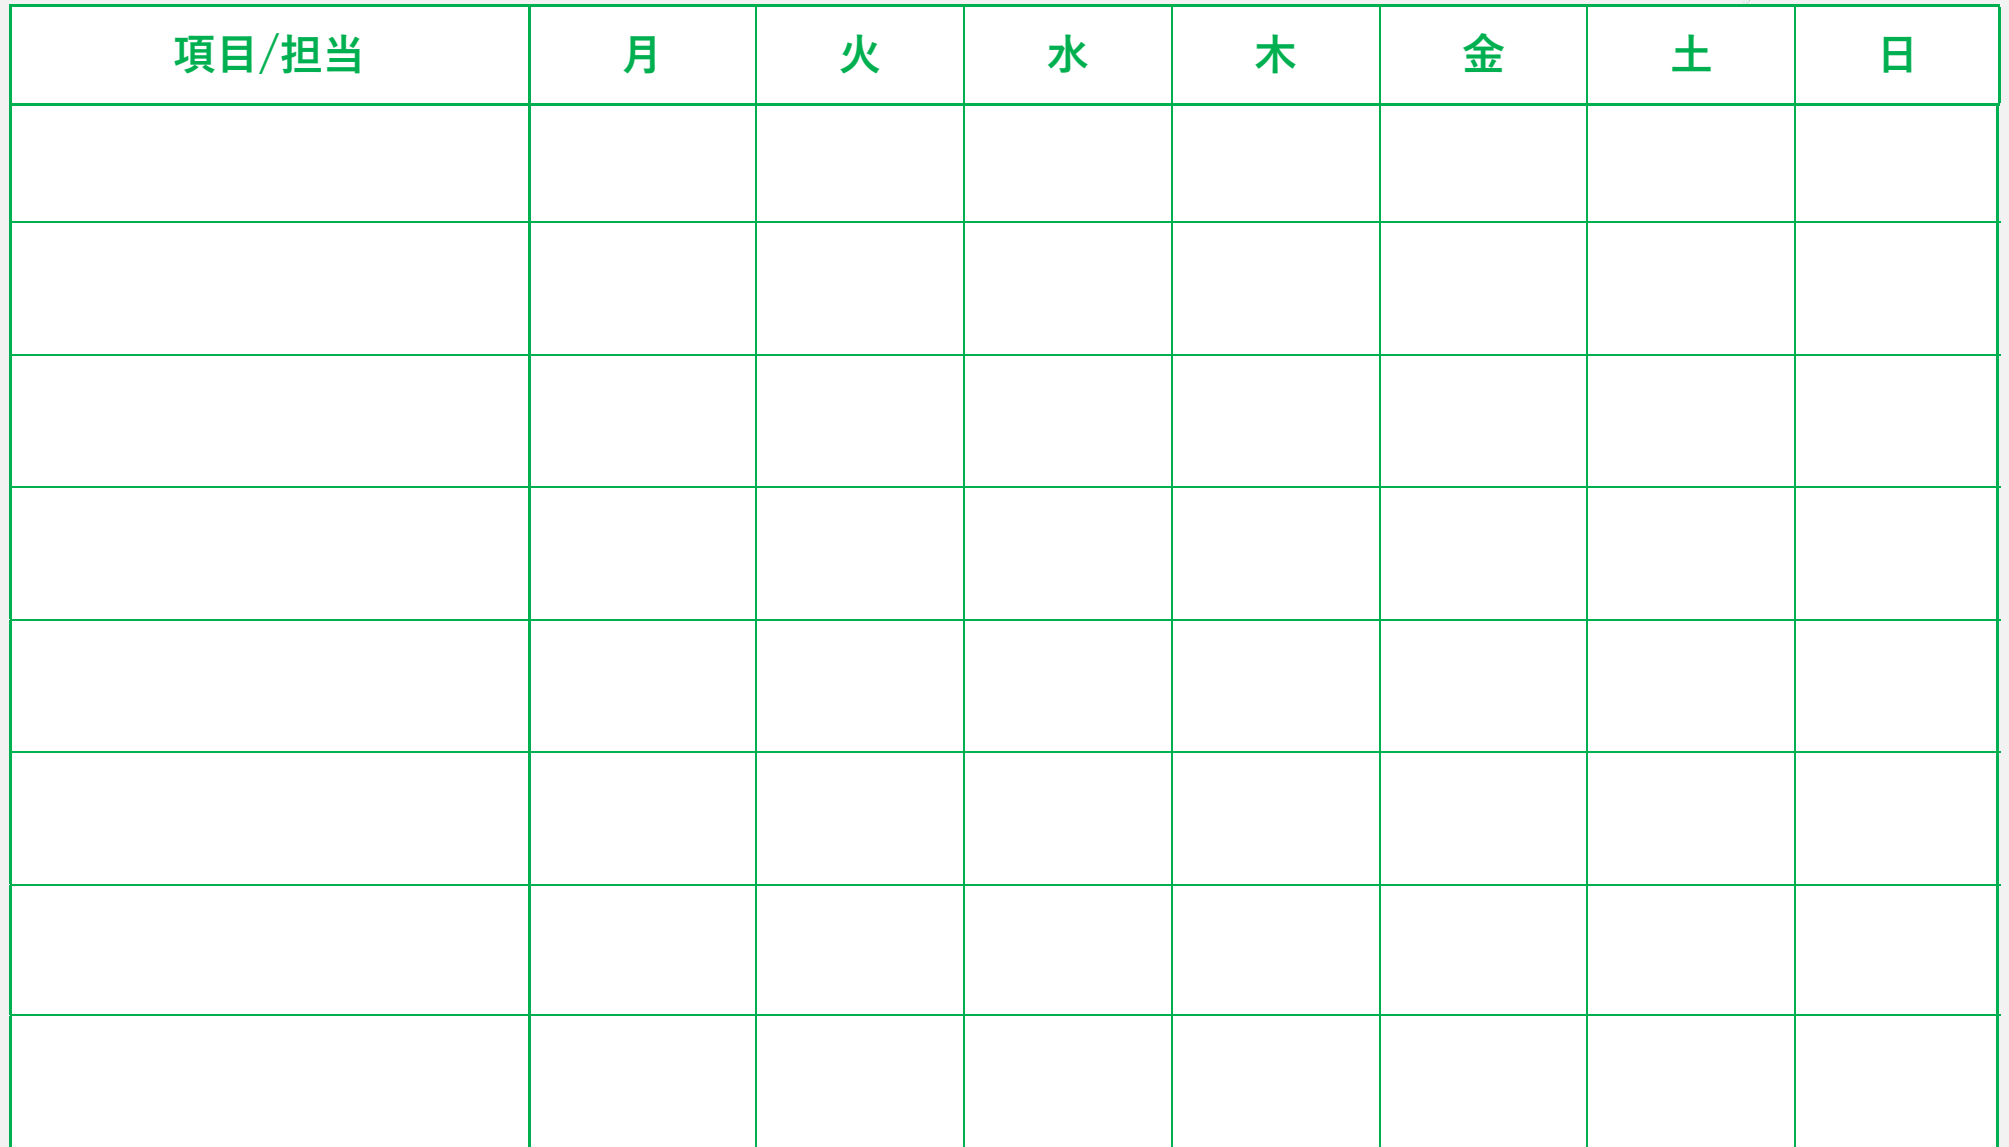 項目/担当 月 火 水 木 金 土 日